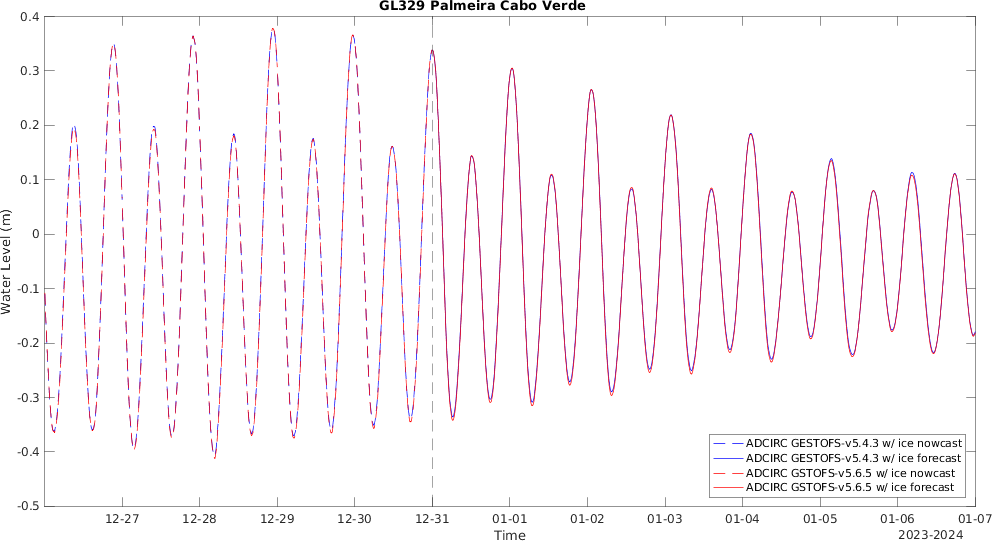 GL329 Palmeira Cabo Verde
0.4
0.3
0.2
0.1
0
-0.1
-0.2
-0.3
-0.4
-0.5
Water Level (m)
ADCIRC GESTOFS-v5.4.3 w/ ice nowcast
ADCIRC GESTOFS-v5.4.3 w/ ice forecast
ADCIRC GSTOFS-v5.6.5 w/ ice nowcast
ADCIRC GSTOFS-v5.6.5 w/ ice forecast
12-27 12-28 12-29 12-30 12-31 01-01 01-02 01-03 01-04 01-05 01-06 01-07
Time
2023-2024